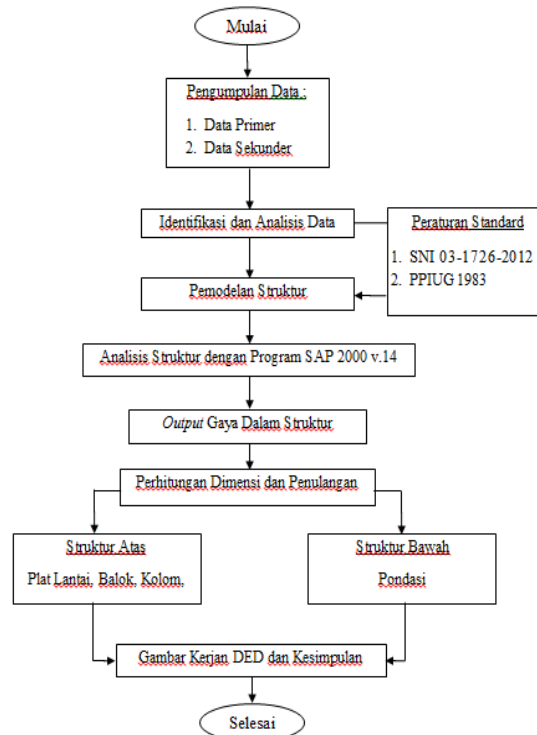 Mulai
Pengumpulan Data :
1. Data Primer
2. Data Sekunder
Identifikasi dan Analisis Data
Peraturan Standard
1. SNI 03-1726-2012
2. PPIUG 1983
Pemodelan Struktur
Analisis Struktur dengan Program SAP 2000 v.14
Output Gaya Dalam Struktur
Perhitungan Dimensi dan Penulangan
Struktur Atas
Plat Lantai, Balok, Kolom,
Struktur Bawah
Pondasi
Gambar Kerjan DED dan Kesimpulan
Selesai